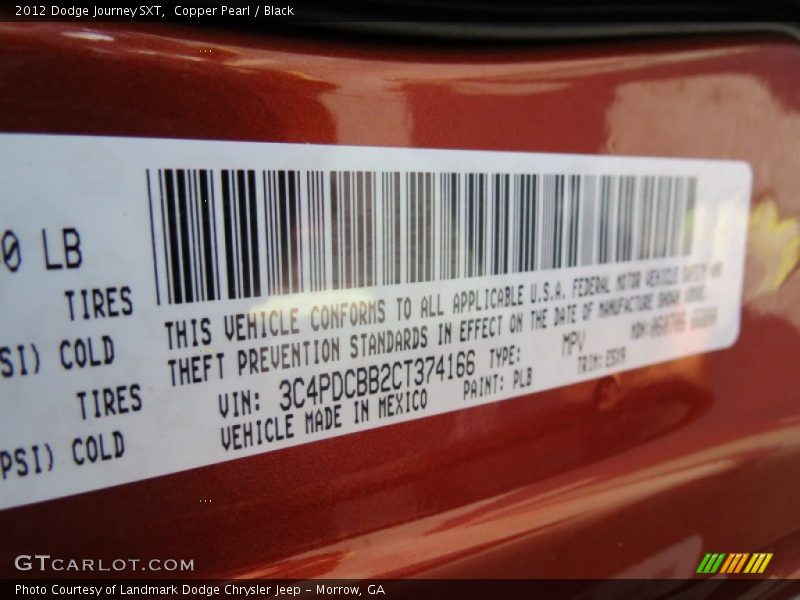 2012 Dodge Journey SXT, Copper Pearl / Black
0 LB
TIRES
SI) COLD
TIRES
PSI) COLD
THIS VEHICLE CONFORMS TO ALL APPLICABLE U.S.A. FEDERAL MOTOR VEHICLE SAFETY AND
THEFT PREVENTION STANDARDS IN EFFECT ON THE DATE OF MANUFACTURE SHOWN ABOVE.
VIN: 3C4PDCBB2CT374166 TYPE: MPV
VEHICLE MADE IN MEXICO PAINT: PLB TRIM: E5X9
GTCARLOT.COM
Photo Courtesy of Landmark Dodge Chrysler Jeep - Morrow, GA